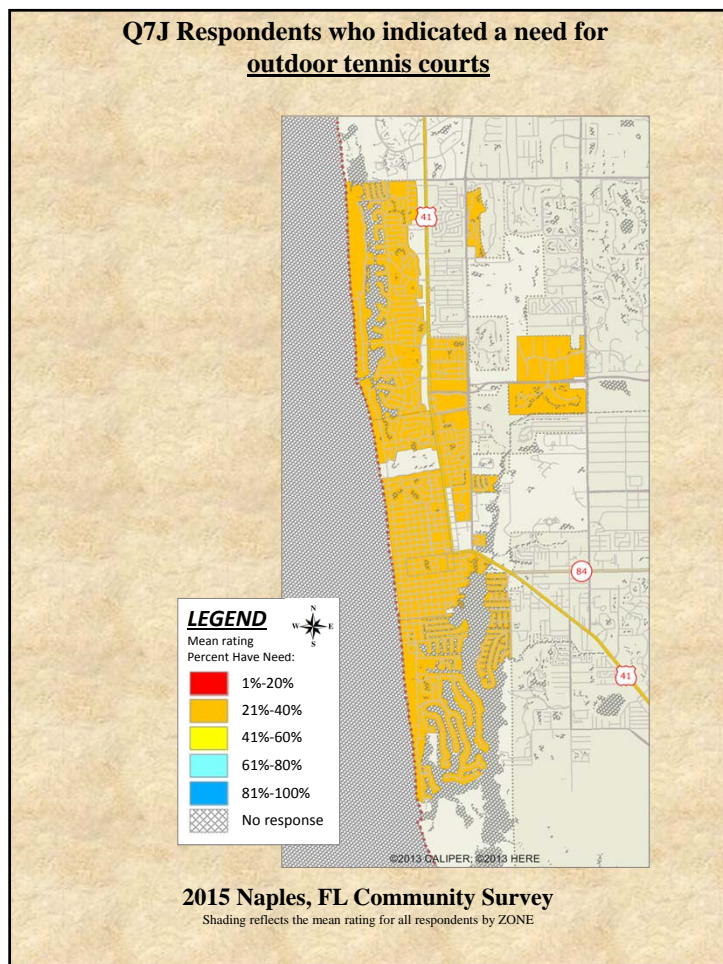 Q7J Respondents who indicated a need for
outdoor tennis courts
41
84
41
LEGEND
N
W E
S
Mean rating
Percent Have Need:
1%-20%
21%-40%
41%-60%
61%-80%
81%-100%
No response
©2013 CALIPER; ©2013 HERE
2015 Naples, FL Community Survey
Shading reflects the mean rating for all respondents by ZONE